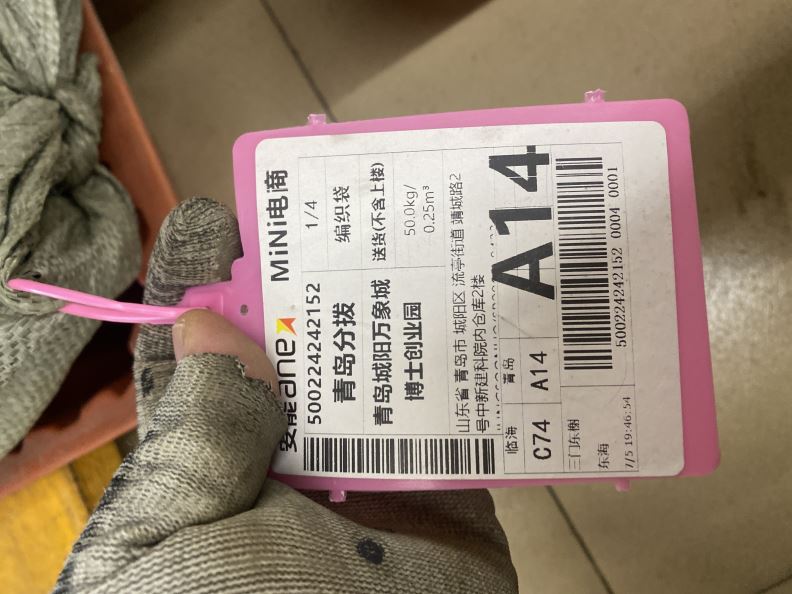 安能ane MiNi电商
500224242152 1/4
青岛分拨 编织袋
青岛城阳万象城 送货(不含上楼)
博士创业园 50.0kg/
0.25m³
山东省 青岛市 城阳区 流亭街道 靖城路2
号中新建科院内仓库2楼
临海 青岛 A14
C74 A14
三门东榭
东海
7/5 19:46:54
500224242152 0004 0001